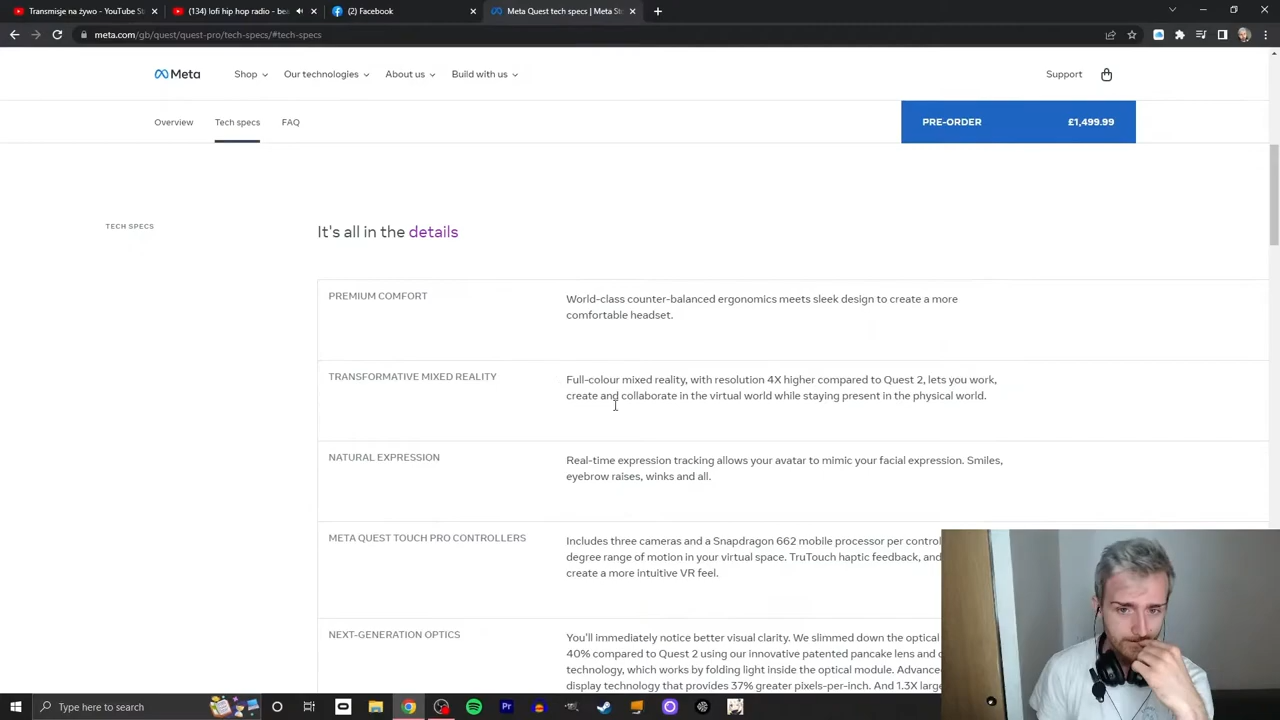 Transmisje na żywo - YouTube St
(134) lofi hip hop radio - bea
(2) Facebook
Meta Quest tech specs | Meta St
meta.com/gb/quest/quest-pro/tech-specs/#tech-specs
Meta
Shop
Our technologies
About us
Build with us
Support
Overview
Tech specs
FAQ
PRE-ORDER
£1,499.99
TECH SPECS
It's all in the details
PREMIUM COMFORT
World-class counter-balanced ergonomics meets sleek design to create a more
comfortable headset.
TRANSFORMATIVE MIXED REALITY
Full-colour mixed reality, with resolution 4X higher compared to Quest 2, lets you work,
create and collaborate in the virtual world while staying present in the physical world.
NATURAL EXPRESSION
Real-time expression tracking allows your avatar to mimic your facial expression. Smiles,
eyebrow raises, winks and all.
META QUEST TOUCH PRO CONTROLLERS
Includes three cameras and a Snapdragon 662 mobile processor per control
degree range of motion in your virtual space. TruTouch haptic feedback, and
create a more intuitive VR feel.
NEXT-GENERATION OPTICS
You'll immediately notice better visual clarity. We slimmed down the optical
40% compared to Quest 2 using our innovative patented pancake lens and
technology, which works by folding light inside the optical module. Advanc
display technology that provides 37% greater pixels-per-inch. And 1.3X larg
Type here to search
Pr